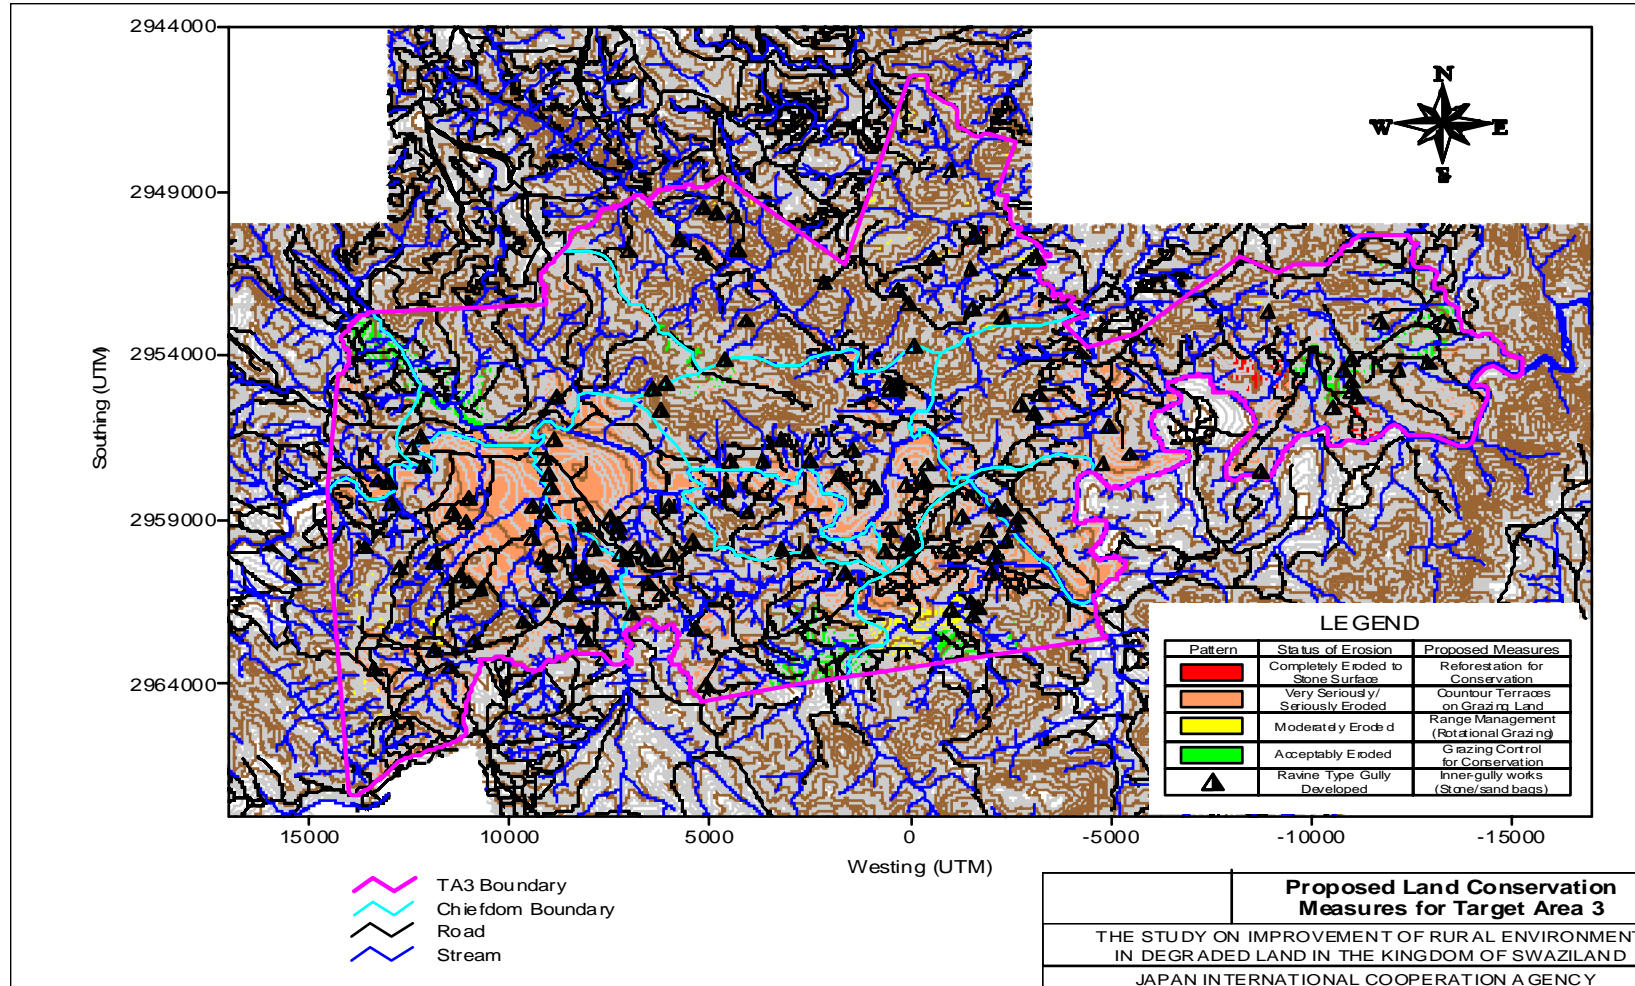 2944000
2949000
2954000
2959000
2964000
Southing (UTM)
N
W E
S
15000 10000 5000 0 -5000 -10000 -15000
Westing (UTM)
LEGEND
Pattern Status of Erosion Proposed Measures
Completely Eroded to Stone Surface Reforestation for Conservation
Very Seriously/ Seriously Eroded Countour Terraces on Grazing Land
Moderately Eroded Range Management (Rotational Grazing)
Acceptably Eroded Grazing Control for Conservation
Ravine Type Gully Developed Inner-gully works (Stone/sand bags)
TA3 Boundary
Chiefdom Boundary
Road
Stream
Proposed Land Conservation
Measures for Target Area 3
THE STUDY ON IMPROVEMENT OF RURAL ENVIRONMENT
IN DEGRADED LAND IN THE KINGDOM OF SWAZILAND
JAPAN INTERNATIONAL COOPERATION AGENCY